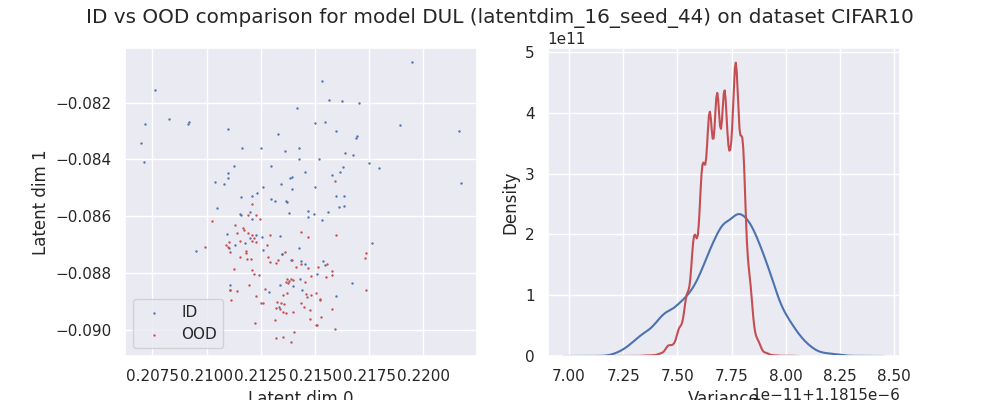 ID vs OOD comparison for model DUL (latentdim_16_seed_44) on dataset CIFAR10
Latent dim 1
−0.082
−0.084
−0.086
−0.088
−0.090
ID
OOD
0.2075 0.2100 0.2125 0.2150 0.2175 0.2200
Latent dim 0
1e11
Density
5
4
3
2
1
0
7.00 7.25 7.50 7.75 8.00 8.25 8.50
Variance
1e−11+1.1815e−6